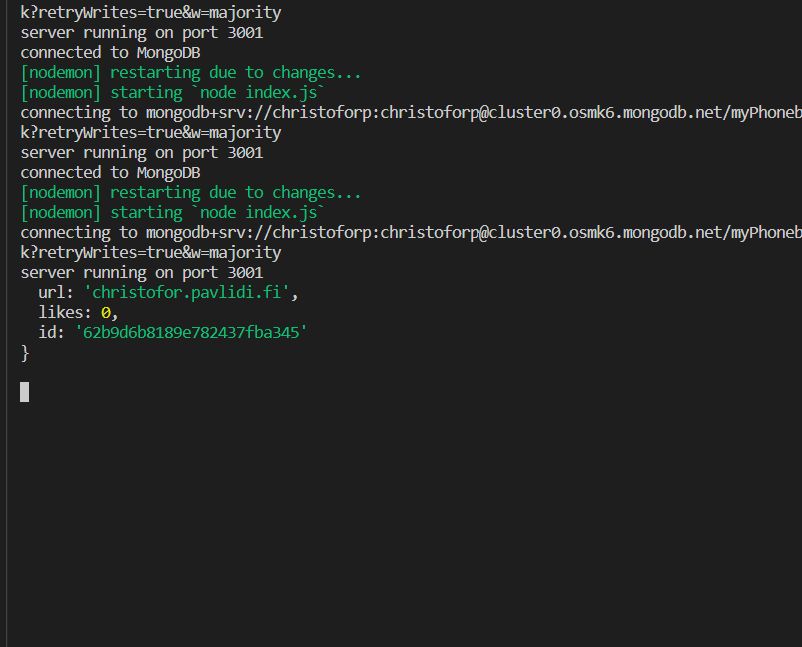 k?retryWrites=true&w=majority
server running on port 3001
connected to MongoDB
[nodemon] restarting due to changes...
[nodemon] starting `node index.js`
connecting to mongodb+srv://christoforp:christoforp@cluster0.osmk6.mongodb.net/myPhoneb
k?retryWrites=true&w=majority
server running on port 3001
connected to MongoDB
[nodemon] restarting due to changes...
[nodemon] starting `node index.js`
connecting to mongodb+srv://christoforp:christoforp@cluster0.osmk6.mongodb.net/myPhoneb
k?retryWrites=true&w=majority
server running on port 3001
  url: 'christofor.pavlidi.fi',
  likes: 0,
  id: '62b9d6b8189e782437fba345'
}